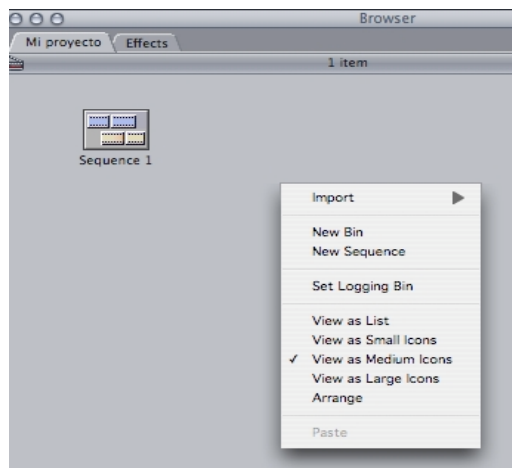 Browser
Mi proyecto Effects
1 item
Sequence 1
Import
New Bin
New Sequence
Set Logging Bin
View as List
View as Small Icons
✓ View as Medium Icons
View as Large Icons
Arrange
Paste